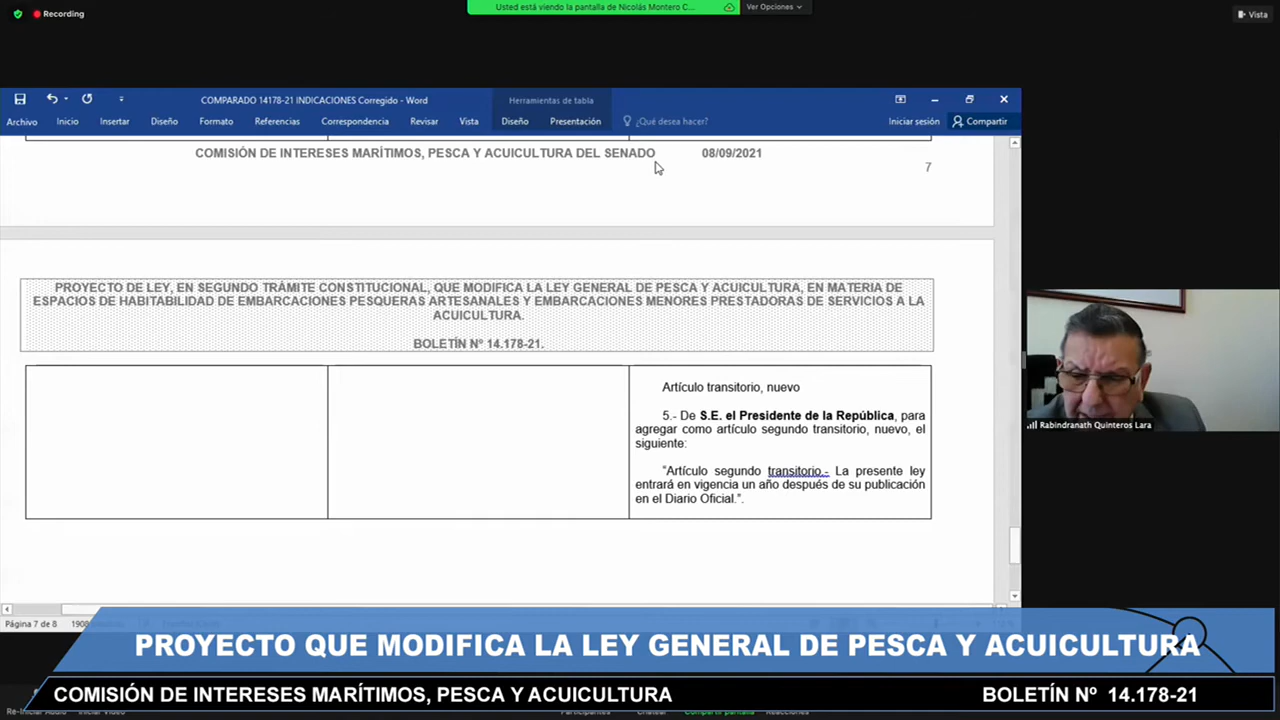 Recording
Usted está viendo la pantalla de Nicolás Montero C...
Ver Opciones
Vista
COMPARADO 14178-21 INDICACIONES Corregido - Word
Herramientas de tabla
Archivo Inicio Insertar Diseño Formato Referencias Correspondencia Revisar Vista Diseño Presentación ¿Qué desea hacer? Iniciar sesión Compartir
COMISIÓN DE INTERESES MARÍTIMOS, PESCA Y ACUICULTURA DEL SENADO 08/09/2021
7
PROYECTO DE LEY, EN SEGUNDO TRÁMITE CONSTITUCIONAL, QUE MODIFICA LA LEY GENERAL DE PESCA Y ACUICULTURA, EN MATERIA DE
ESPACIOS DE HABITABILIDAD DE EMBARCACIONES PESQUERAS ARTESANALES Y EMBARCACIONES MENORES PRESTADORAS DE SERVICIOS A LA
ACUICULTURA.
BOLETÍN Nº 14.178-21.
Artículo transitorio, nuevo
5.- De S.E. el Presidente de la República, para
agregar como artículo segundo transitorio, nuevo, el
siguiente:
“Artículo segundo transitorio.- La presente ley
entrará en vigencia un año después de su publicación
en el Diario Oficial.”.
Rabindranath Quinteros Lara
Página 7 de 8
PROYECTO QUE MODIFICA LA LEY GENERAL DE PESCA Y ACUICULTURA
COMISIÓN DE INTERESES MARÍTIMOS, PESCA Y ACUICULTURA
BOLETÍN Nº 14.178-21